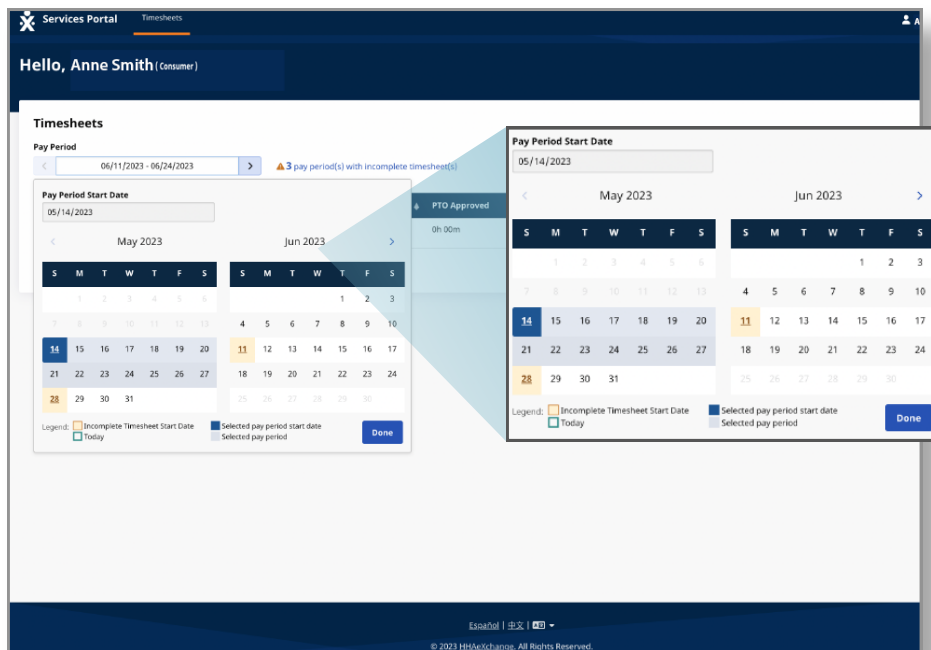 Services Portal Timesheets A
Hello, Anne Smith ( Consumer )
Timesheets
Pay Period
06/11/2023 - 06/24/2023 3 pay period(s) with incomplete timesheet(s)
Pay Period Start Date
05/14/2023
May 2023 Jun 2023
S M T W T F S S M T W T F S
1 2 3 4 5 6 1 2 3
7 8 9 10 11 12 13 4 5 6 7 8 9 10
14 15 16 17 18 19 20 11 12 13 14 15 16 17
21 22 23 24 25 26 27 18 19 20 21 22 23 24
28 29 30 31 25 26 27 28 29 30
Legend: Incomplete Timesheet Start Date Selected pay period start date
Today Selected pay period
Done
PTO Approved
0h 00m
Pay Period Start Date
05/14/2023
May 2023 Jun 2023
S M T W T F S S M T W T F S
1 2 3 4 5 6 1 2 3
7 8 9 10 11 12 13 4 5 6 7 8 9 10
14 15 16 17 18 19 20 11 12 13 14 15 16 17
21 22 23 24 25 26 27 18 19 20 21 22 23 24
28 29 30 31 25 26 27 28 29 30
Legend: Incomplete Timesheet Start Date Selected pay period start date
Today Selected pay period
Done
Español | 中文 |
© 2023 HHAeXchange. All Rights Reserved.